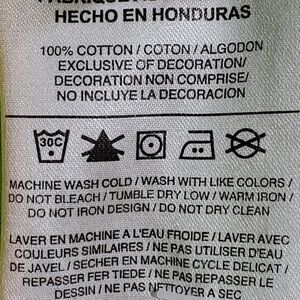 HECHO EN HONDURAS
100% COTTON / COTON / ALGODON
EXCLUSIVE OF DECORATION/
DECORATION NON COMPRISE/
NO INCLUYE LA DECORACION
30C
MACHINE WASH COLD / WASH WITH LIKE COLORS /
DO NOT BLEACH / TUMBLE DRY LOW / WARM IRON /
DO NOT IRON DESIGN / DO NOT DRY CLEAN
LAVER EN MACHINE A L'EAU FROIDE / LAVER AVEC
COULEURS SIMILAIRES / NE PAS UTILISER D'EAU
DE JAVEL / SECHER EN MACHINE CYCLE DELICAT /
REPASSER FER TIEDE / NE PAS REPASSER LE
DESSIN / NE PAS NETTOYER A SEC